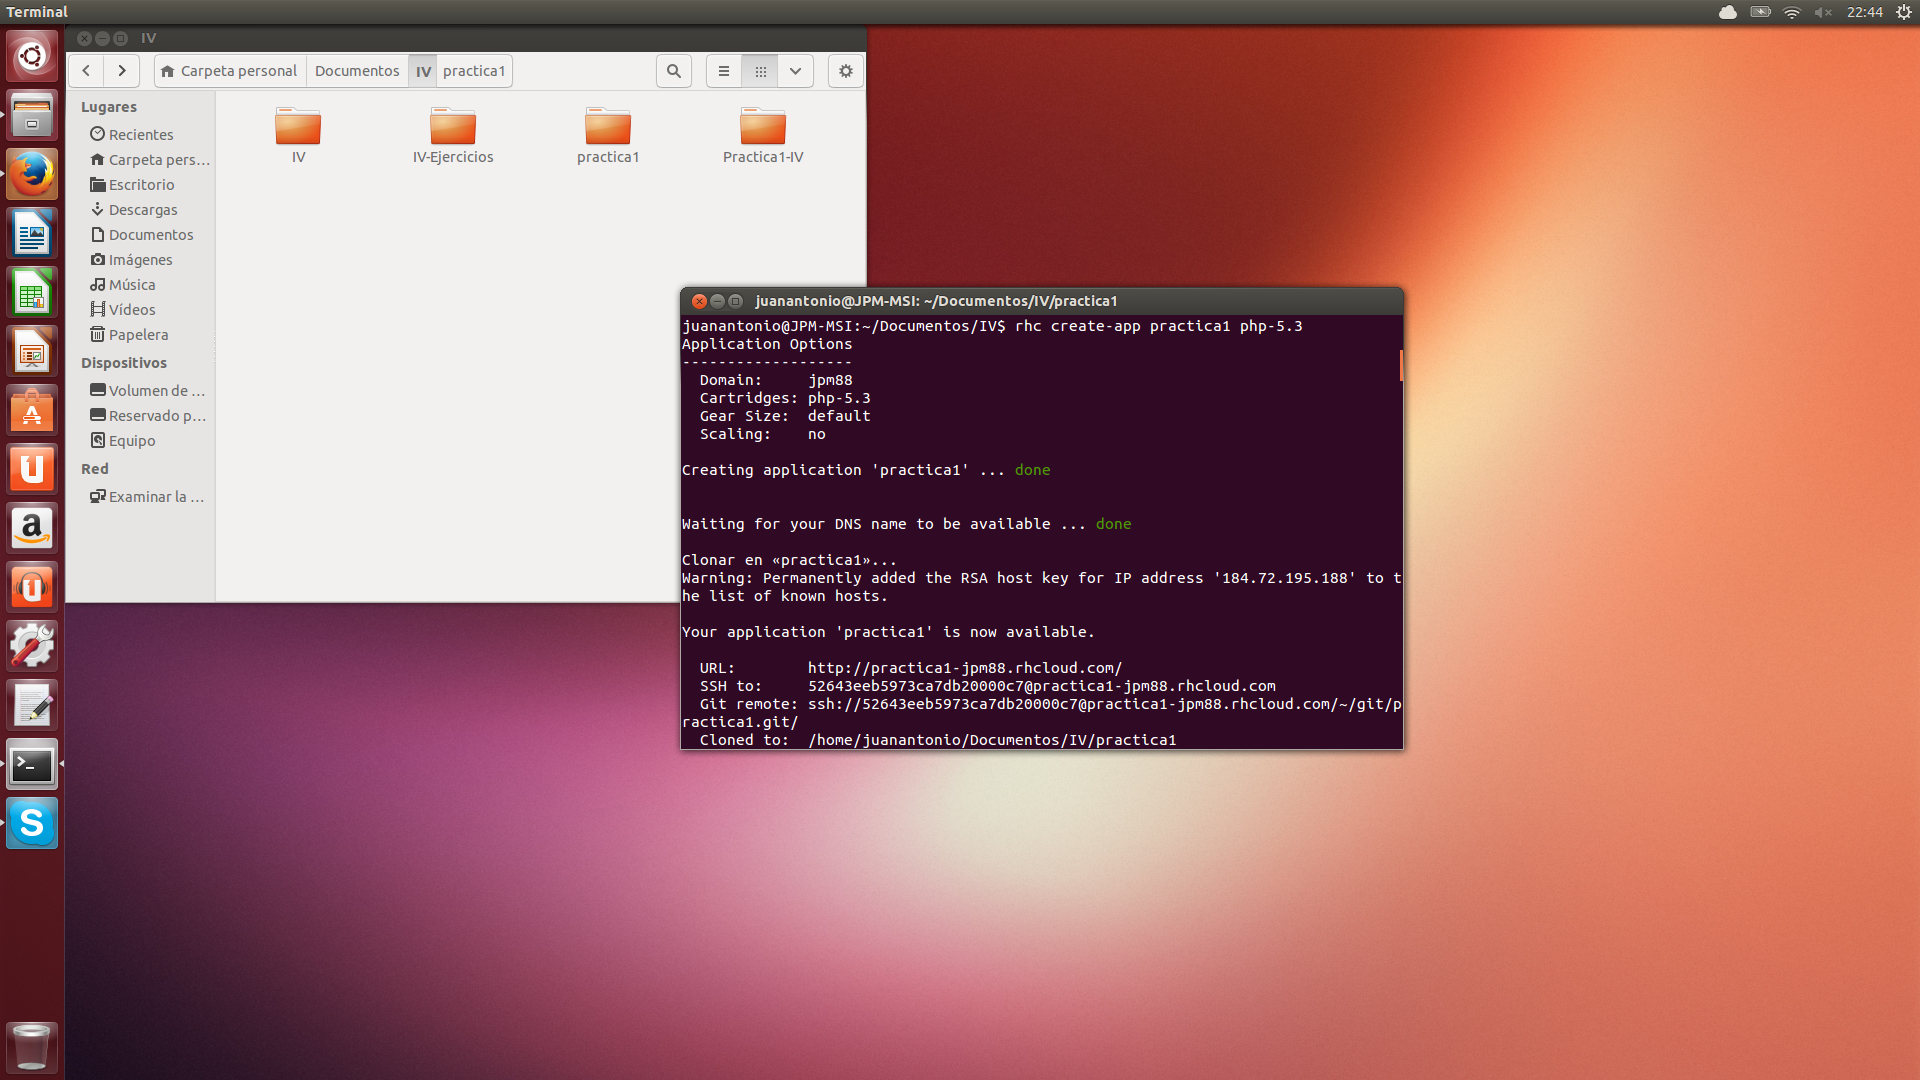 Terminal
22:44
IV
Carpeta personal
Documentos
IV
practica1
Lugares
Recientes
Carpeta pers...
Escritorio
Descargas
Documentos
Imágenes
Música
Vídeos
Papelera
Dispositivos
Volumen de ...
Reservado p...
Equipo
Red
Examinar la ...
IV
IV-Ejercicios
practica1
Practica1-IV
juanantonio@JPM-MSI: ~/Documentos/IV/practica1
juanantonio@JPM-MSI:~/Documentos/IV$ rhc create-app practica1 php-5.3
Application Options
-------------------
Domain: jpm88
Cartridges: php-5.3
Gear Size: default
Scaling: no
Creating application 'practica1' ... done
Waiting for your DNS name to be available ... done
Clonar en «practica1»...
Warning: Permanently added the RSA host key for IP address '184.72.195.188' to t
he list of known hosts.
Your application 'practica1' is now available.
URL: http://practica1-jpm88.rhcloud.com/
SSH to: 52643eeb5973ca7db20000c7@practica1-jpm88.rhcloud.com
Git remote: ssh://52643eeb5973ca7db20000c7@practica1-jpm88.rhcloud.com/~/git/p
ractica1.git/
Cloned to: /home/juanantonio/Documentos/IV/practica1